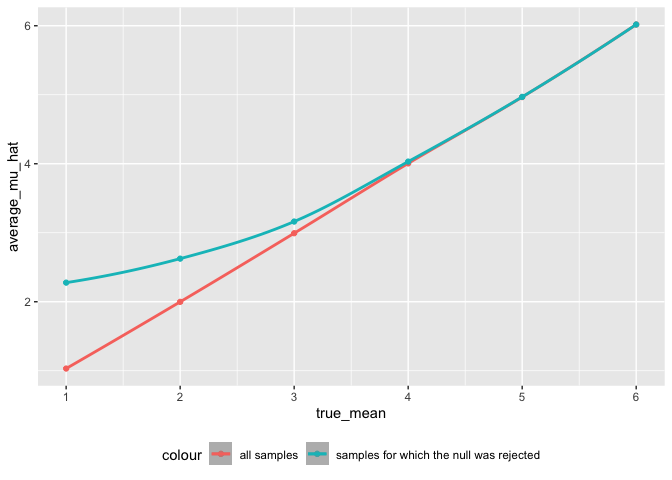 6
4
2
average_mu_hat
1 2 3 4 5 6
true_mean
colour all samples samples for which the null was rejected